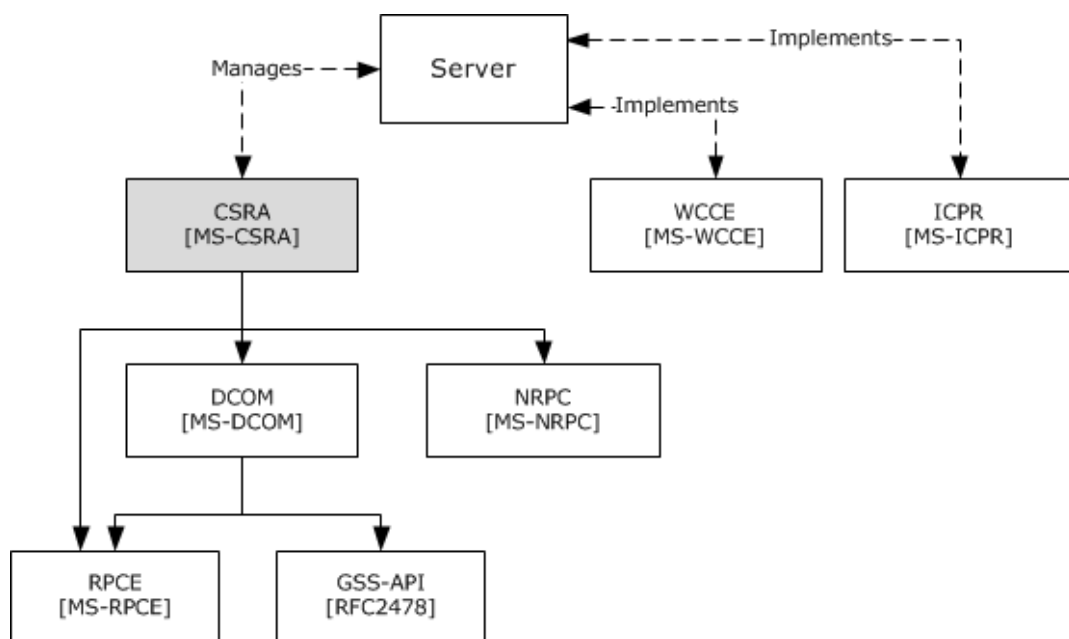 Implements
Server
Manages
Implements
CSRA
[MS-CSRA]
WCCE
[MS-WCCE]
ICPR
[MS-ICPR]
DCOM
[MS-DCOM]
NRPC
[MS-NRPC]
RPCE
[MS-RPCE]
GSS-API
[RFC2478]